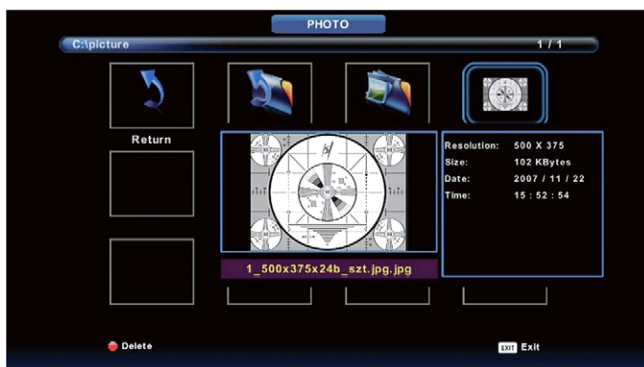 PHOTO
C:\picture 1 / 1
Return
Resolution: 500 X 375
Size: 102 KBytes
Date: 2007 / 11 / 22
Time: 15 : 52 : 54
1_500x375x24b_szt.jpg.jpg
Delete
EXIT Exit